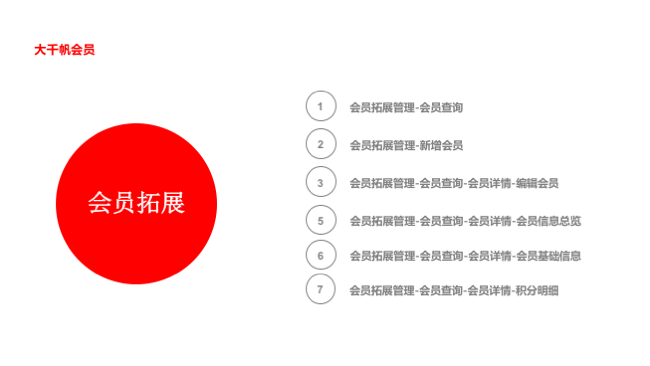 大千帆会员
会员拓展
1 会员拓展管理-会员查询
2 会员拓展管理-新增会员
3 会员拓展管理-会员查询-会员详情-编辑会员
5 会员拓展管理-会员查询-会员详情-会员信息总览
6 会员拓展管理-会员查询-会员详情-会员基础信息
7 会员拓展管理-会员查询-会员详情-积分明细